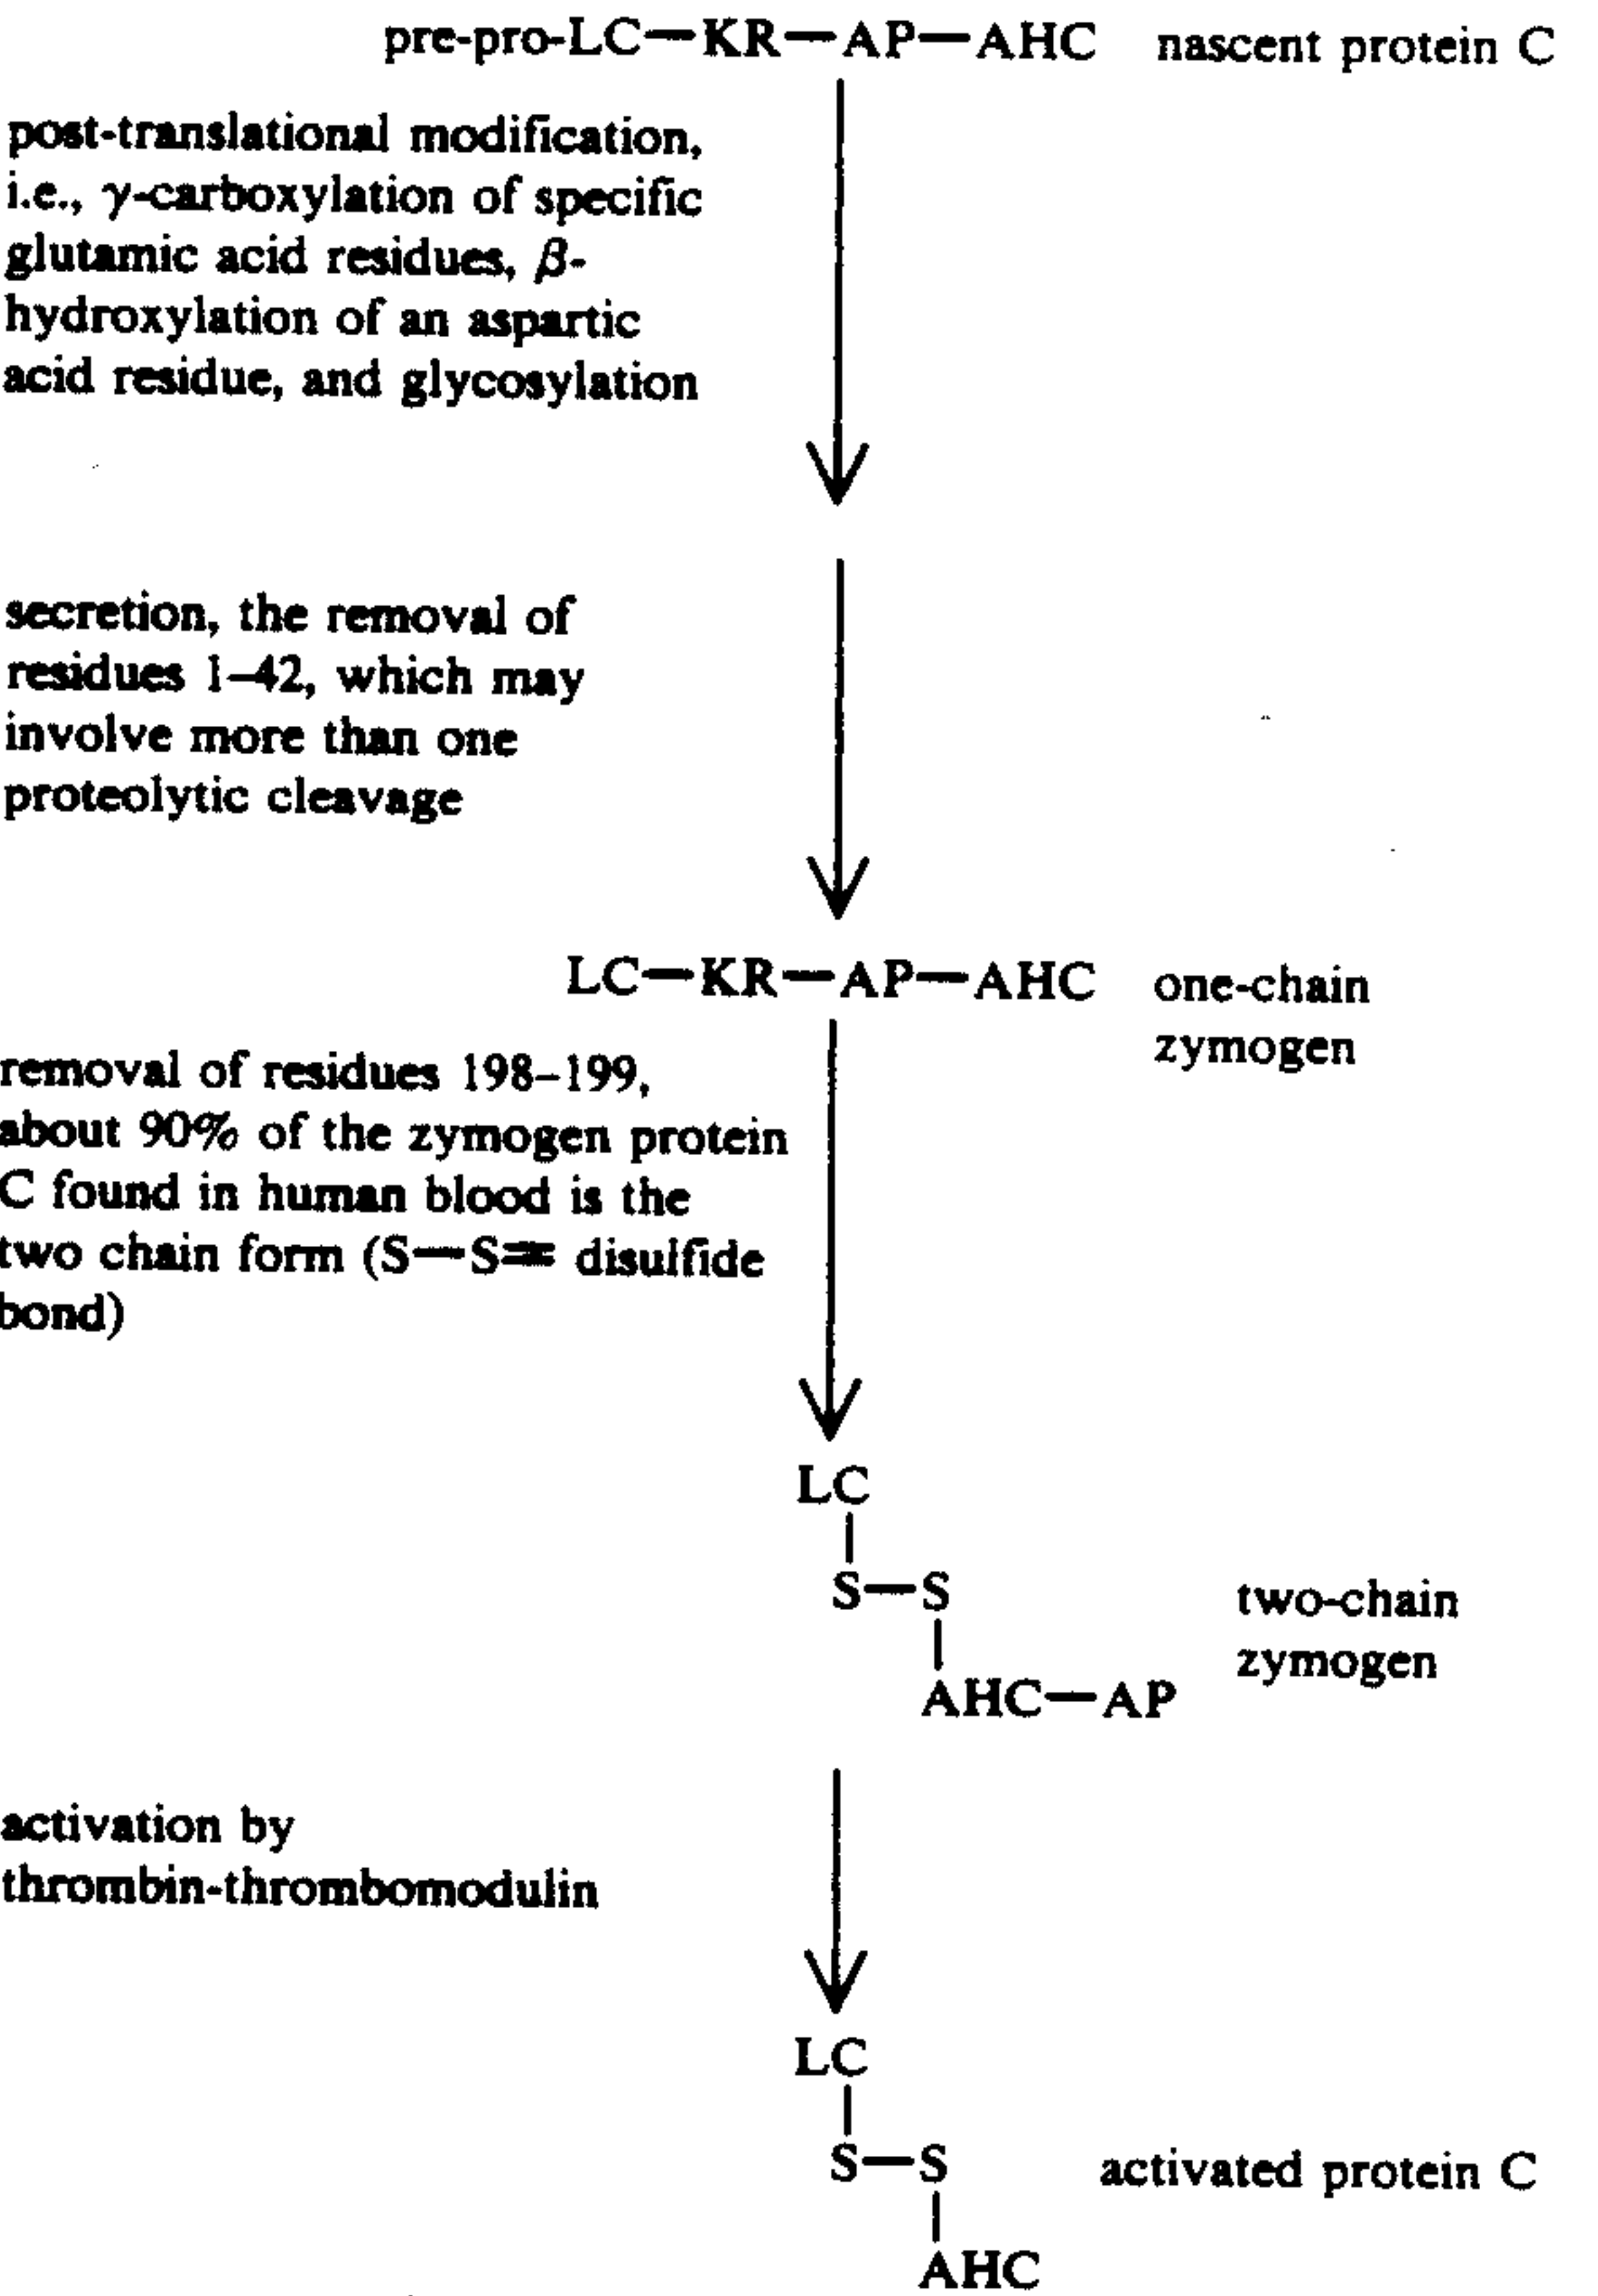 pre-pro-LC—KR—AP—AHC nascent protein C
post-translational modification,
i.e., γ-carboxylation of specific
glutamic acid residues, β-
hydroxylation of an aspartic
acid residue, and glycosylation
secretion, the removal of
residues 1–42, which may
involve more than one
proteolytic cleavage
LC—KR—AP—AHC one-chain
zymogen
removal of residues 198–199,
about 90% of the zymogen protein
C found in human blood is the
two chain form (S—S= disulfide
bond)
LC
S—S
AHC—AP
two-chain
zymogen
activation by
thrombin-thrombomodulin
LC
S—S
AHC
activated protein C